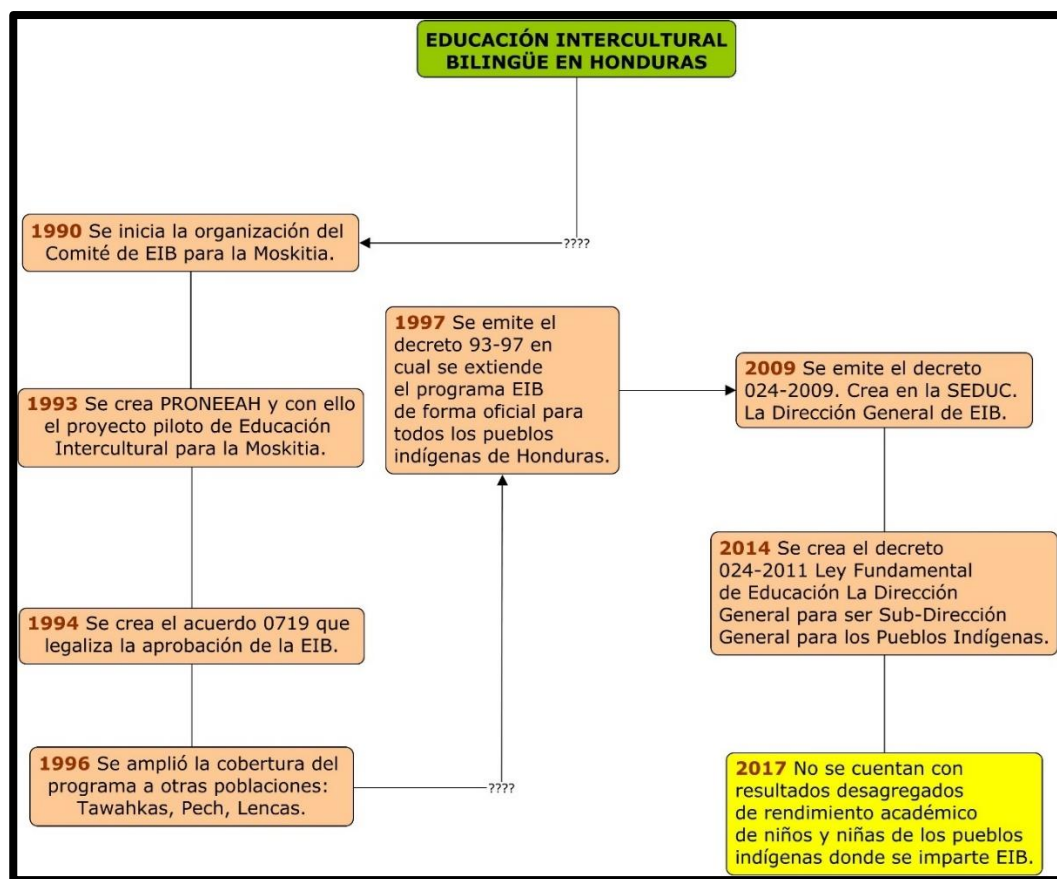 EDUCACIÓN INTERCULTURAL
BILINGÜE EN HONDURAS
1990 Se inicia la organización del
Comité de EIB para la Moskitia.
????
1993 Se crea PRONEEAH y con ello
el proyecto piloto de Educación
Intercultural para la Moskitia.
1994 Se crea el acuerdo 0719 que
legaliza la aprobación de la EIB.
1996 Se amplió la cobertura del
programa a otras poblaciones:
Tawahkas, Pech, Lencas.
????
1997 Se emite el
decreto 93-97 en
cual se extiende
el programa EIB
de forma oficial para
todos los pueblos
indígenas de Honduras.
2009 Se emite el decreto
024-2009. Crea en la SEDUC.
La Dirección General de EIB.
2014 Se crea el decreto
024-2011 Ley Fundamental
de Educación La Dirección
General para ser Sub-Dirección
General para los Pueblos Indígenas.
2017 No se cuentan con
resultados desagregados
de rendimiento académico
de niños y niñas de los pueblos
indígenas donde se imparte EIB.